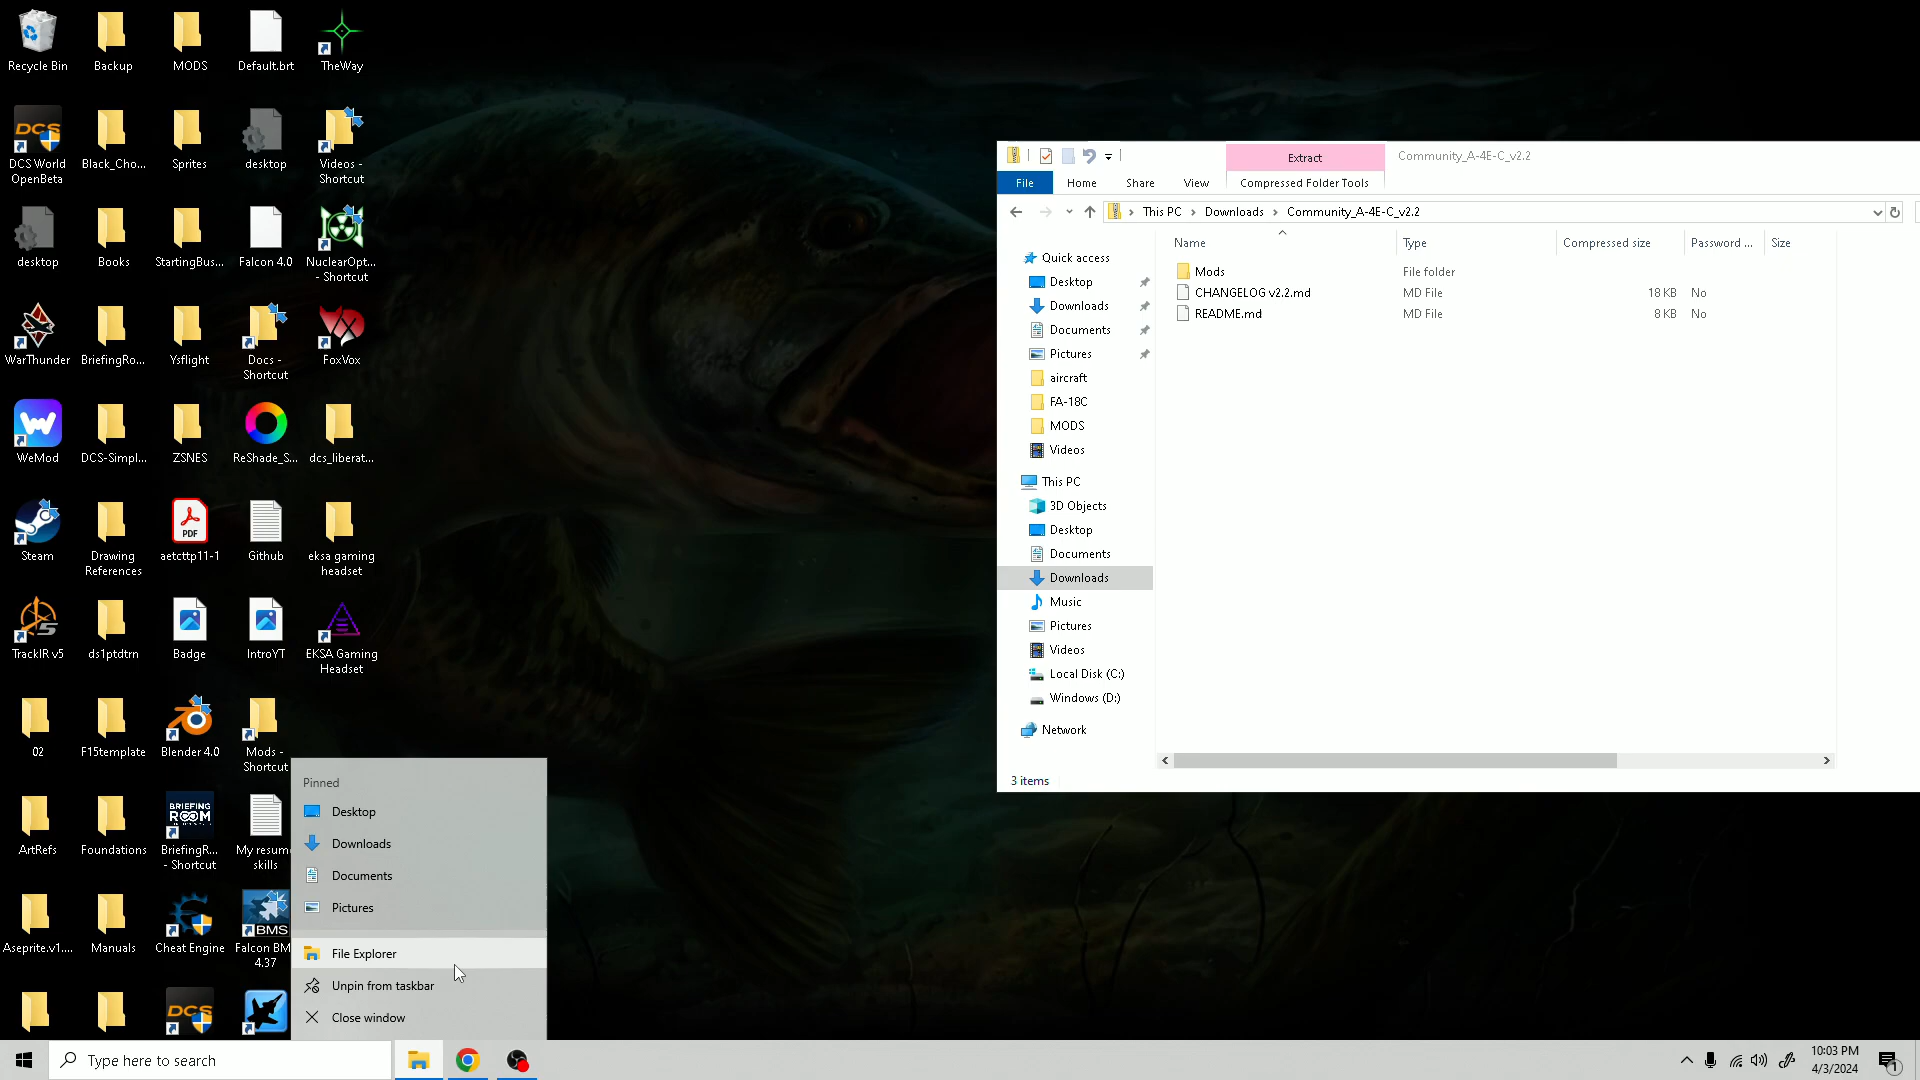 Recycle Bin
Backup
MODS
Default.brt
TheWay
DCS
DCS World
OpenBeta
Black_Cho...
Sprites
desktop
Videos -
Shortcut
desktop
Books
StartingBus...
Falcon 4.0
NuclearOpt...
- Shortcut
WarThunder
BriefingRo...
Ysflight
Docs -
Shortcut
FoxVox
WeMod
DCS-Simpl...
ZSNES
ReShade_S...
dcs_liberat...
Steam
Drawing
References
PDF
aetcttp11-1
Github
eksa gaming
headset
TrackIR v5
ds1ptdtrn
Badge
IntroYT
EKSA Gaming
Headset
02
F15template
Blender 4.0
Mods -
Shortcut
ArtRefs
Foundations
BRIEFING
ROOM
BriefingR...
- Shortcut
My resum
skills
Aseprite.v1....
Manuals
Cheat Engine
BMS
Falcon BM
4.37
DCS
Pinned
Desktop
Downloads
Documents
Pictures
File Explorer
Unpin from taskbar
Close window
Extract
Community_A-4E-C_v2.2
File
Home
Share
View
Compressed Folder Tools
This PC
Downloads
Community_A-4E-C_v2.2
Name
Type
Compressed size
Password ...
Size
Mods
File folder
CHANGELOG v2.2.md
MD File
18 KB
No
README.md
MD File
8 KB
No
Quick access
Desktop
Downloads
Documents
Pictures
aircraft
FA-18C
MODS
Videos
This PC
3D Objects
Desktop
Documents
Downloads
Music
Pictures
Videos
Local Disk (C:)
Windows (D:)
Network
3 items
Type here to search
10:03 PM
4/3/2024
1